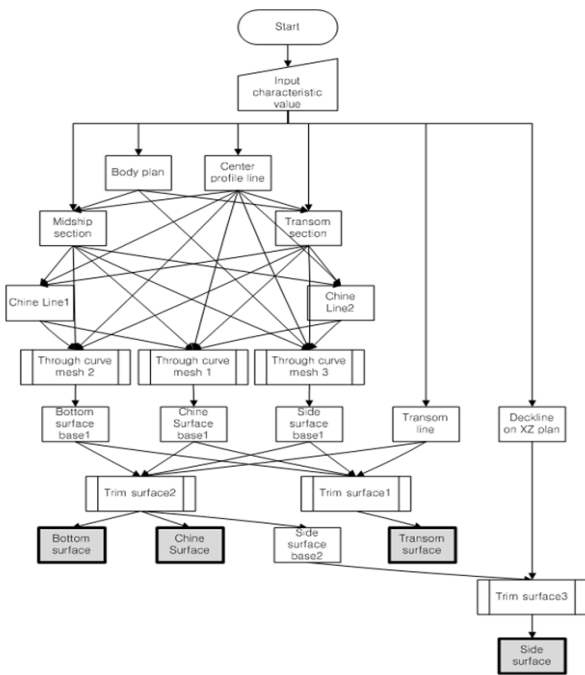 Start
Input
characteristic
value
Body plan
Center
profile line
Midship
section
Transom
section
Chine Line1
Chine
Line2
Through curve
mesh 2
Through curve
mesh 1
Through curve
mesh 3
Bottom
surface
base1
Chine
Surface
base1
Side
surface
base1
Transom
line
Deckline
on XZ plan
Trim surface2
Trim surface1
Bottom
surface
Chine
Surface
Side
surface
base2
Transom
surface
Trim surface3
Side
surface